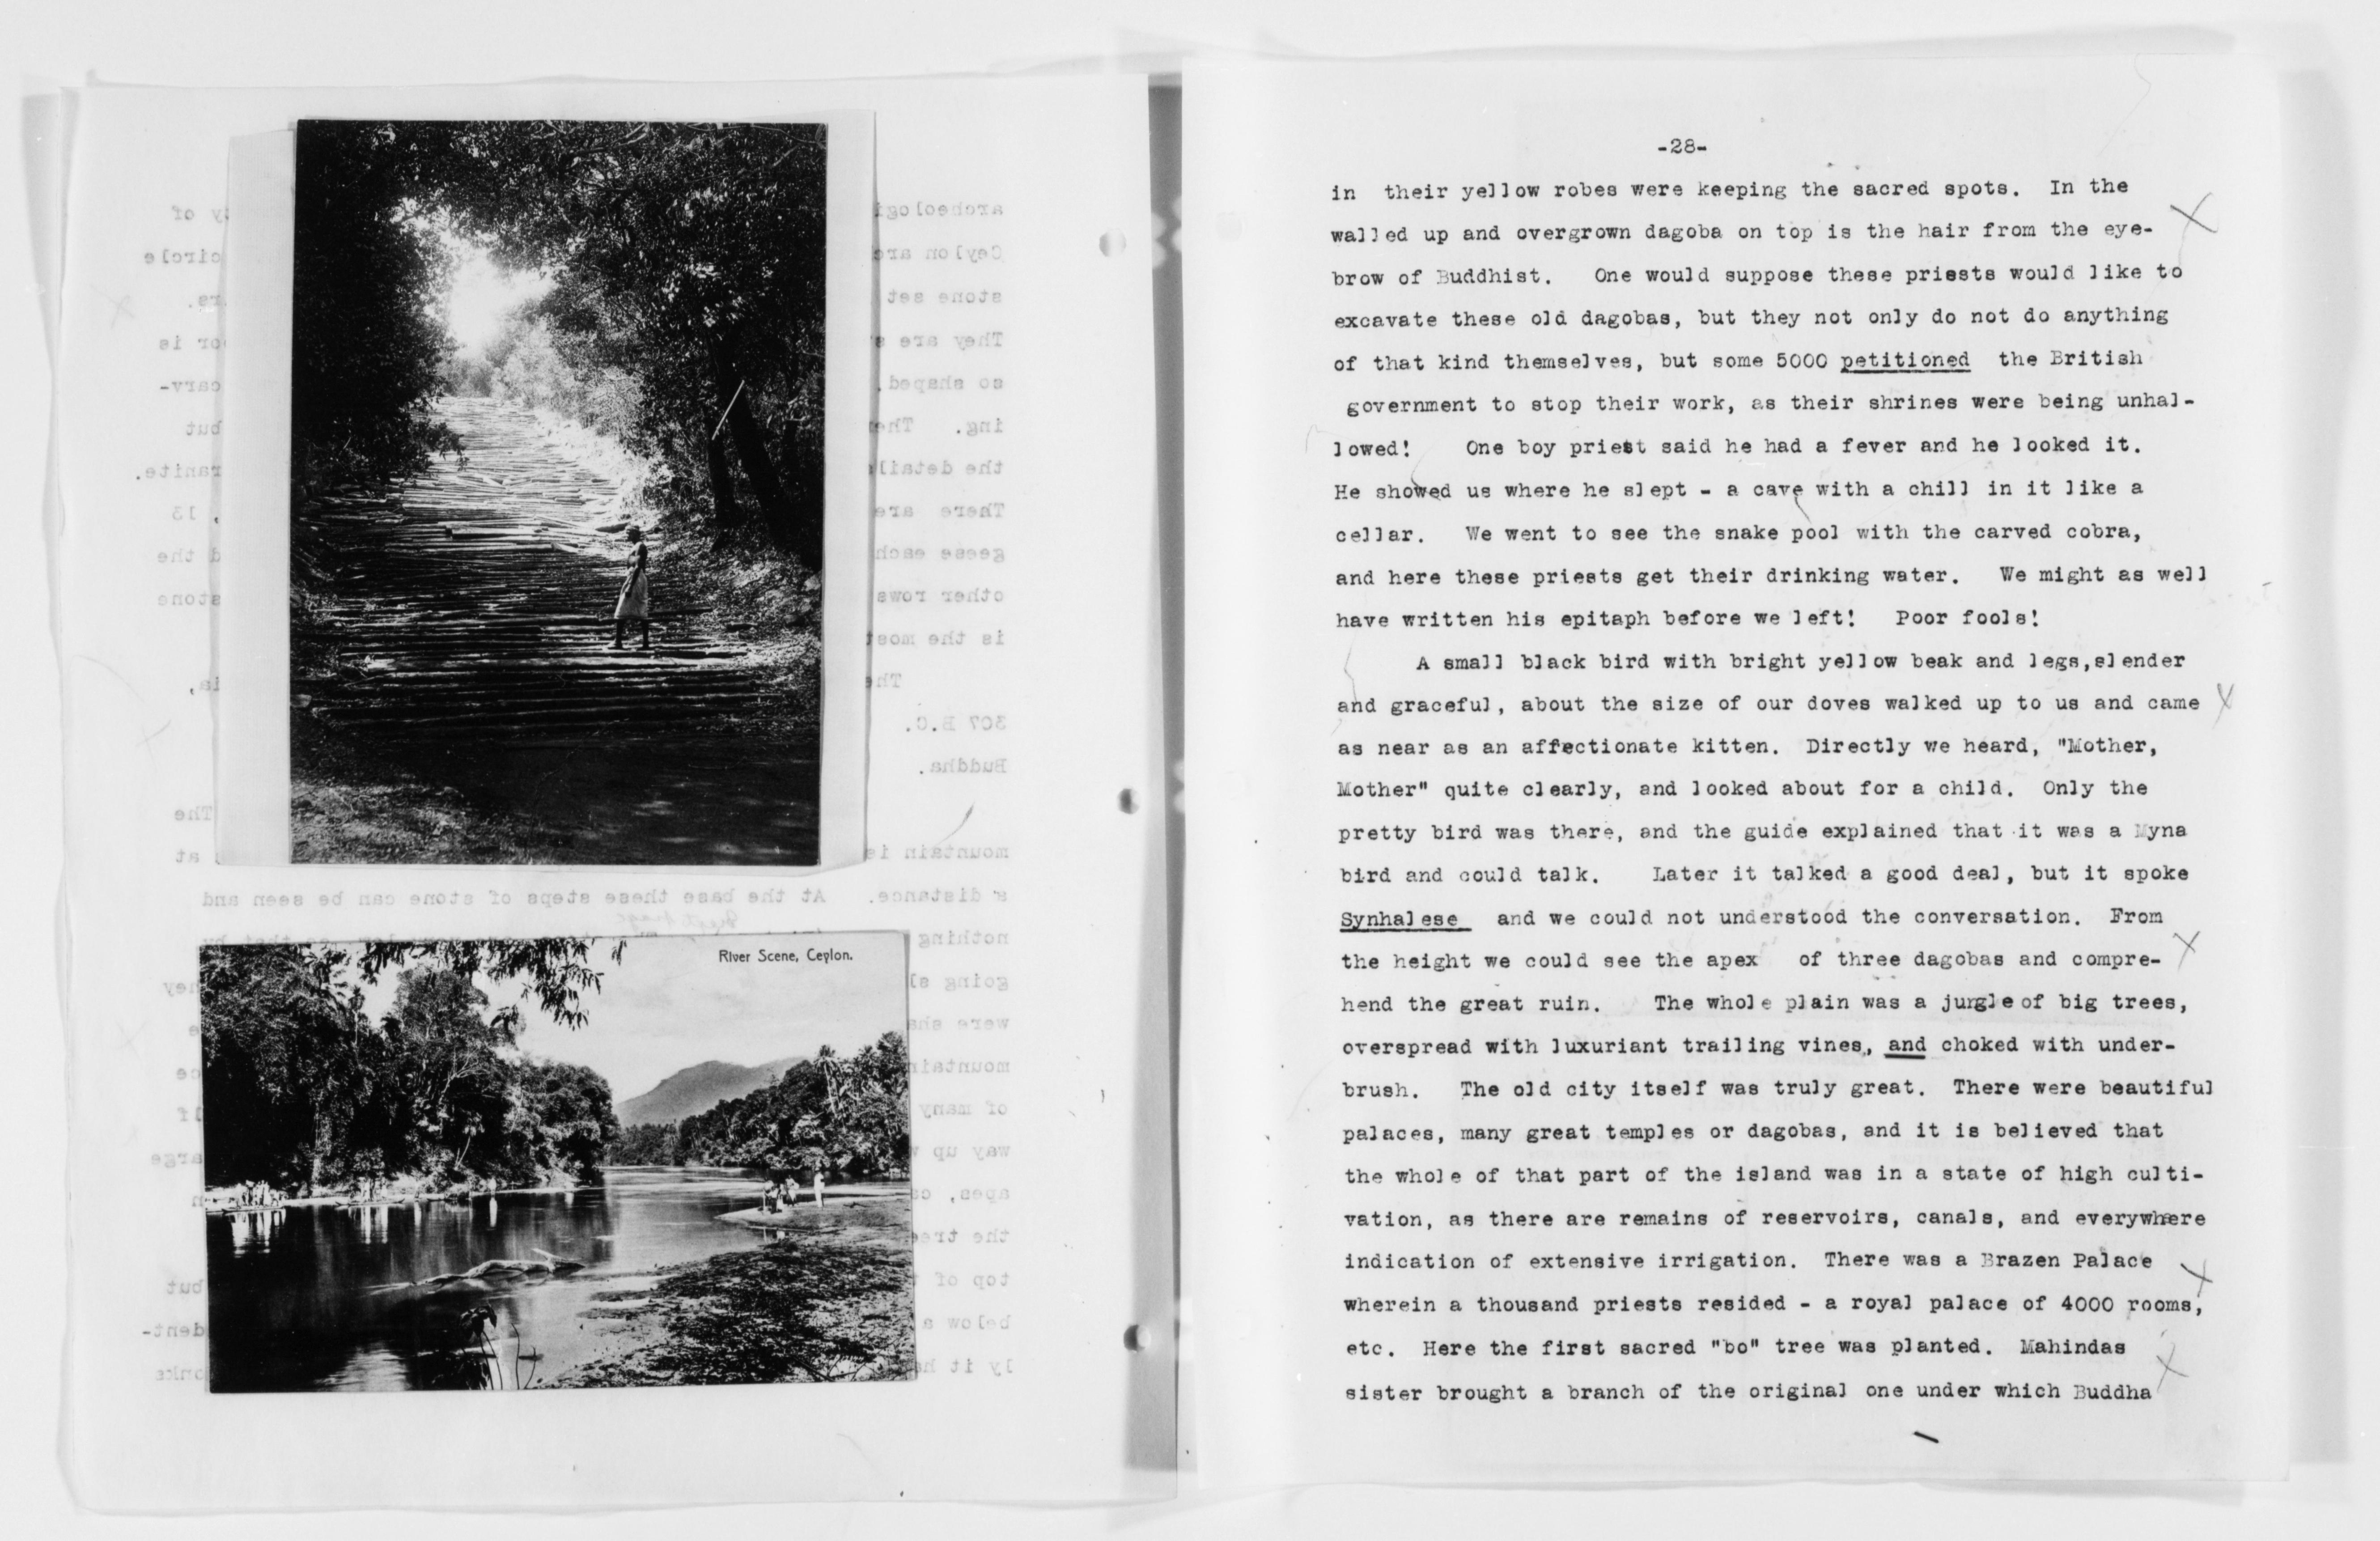 River Scene, Ceylon.
-28-
in their yellow robes were keeping the sacred spots. In the
walled up and overgrown dagoba on top is the hair from the eye-
brow of Buddhist. One would suppose these priests would like to
excavate these old dagobas, but they not only do not do anything
of that kind themselves, but some 5000 petitioned the British
government to stop their work, as their shrines were being unhal-
lowed! One boy priest said he had a fever and he looked it.
He showed us where he slept - a cave with a chill in it like a
cellar. We went to see the snake pool with the carved cobra,
and here these priests get their drinking water. We might as well
have written his epitaph before we left! Poor fools!
A small black bird with bright yellow beak and legs,slender
and graceful, about the size of our doves walked up to us and came
as near as an affectionate kitten. Directly we heard, "Mother,
Mother" quite clearly, and looked about for a child. Only the
pretty bird was there, and the guide explained that it was a Myna
bird and could talk. Later it talked a good deal, but it spoke
Synhalese and we could not understood the conversation. From
the height we could see the apex of three dagobas and compre-
hend the great ruin. The whole plain was a jungle of big trees,
overspread with luxuriant trailing vines, and choked with under-
brush. The old city itself was truly great. There were beautiful
palaces, many great temples or dagobas, and it is believed that
the whole of that part of the island was in a state of high culti-
vation, as there are remains of reservoirs, canals, and everywhere
indication of extensive irrigation. There was a Brazen Palace
wherein a thousand priests resided - a royal palace of 4000 rooms,
etc. Here the first sacred "bo" tree was planted. Mahindas
sister brought a branch of the original one under which Buddha